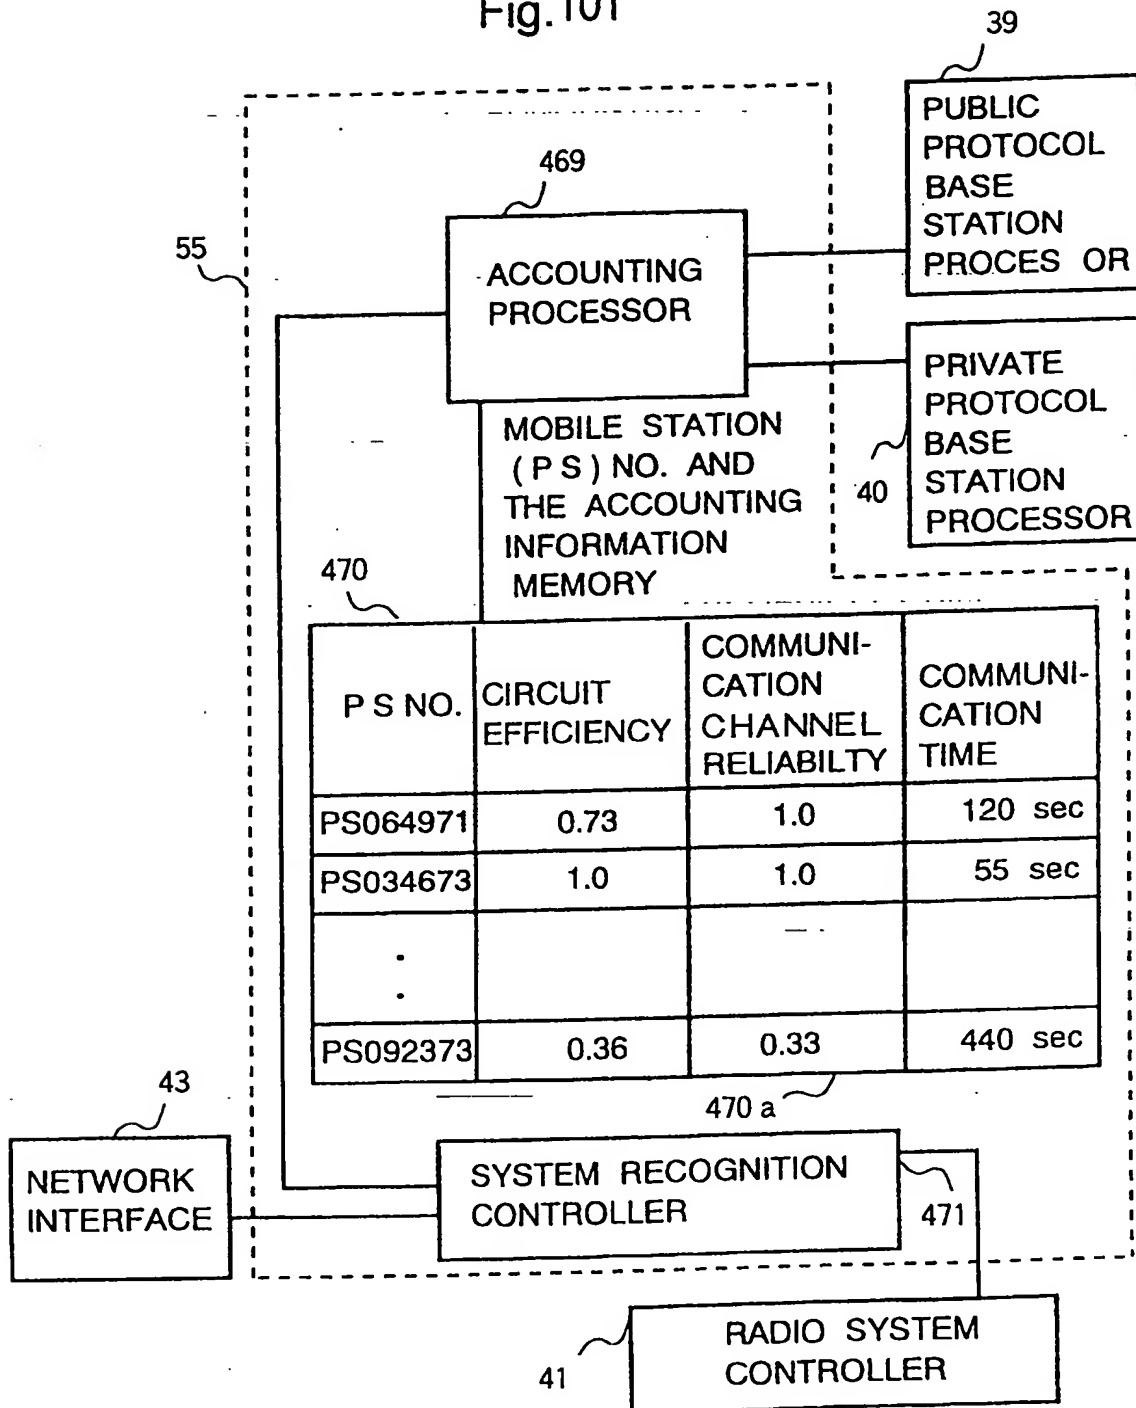 Fig.101
39
PUBLIC
PROTOCOL
BASE
STATION
PROCES OR
469
55
ACCOUNTING
PROCESSOR
PRIVATE
PROTOCOL
BASE
STATION
PROCESSOR
40
MOBILE STATION
(PS) NO. AND
THE ACCOUNTING
INFORMATION
MEMORY
470
PS NO.
CIRCUIT
EFFICIENCY
COMMUNI-
CATION
CHANNEL
RELIABILTY
COMMUNI-
CATION
TIME
PS064971 0.73 1.0 120 sec
PS034673 1.0 1.0 55 sec
PS092373 0.36 0.33 440 sec
470 a
43
NETWORK
INTERFACE
SYSTEM RECOGNITION
CONTROLLER
471
41
RADIO SYSTEM
CONTROLLER